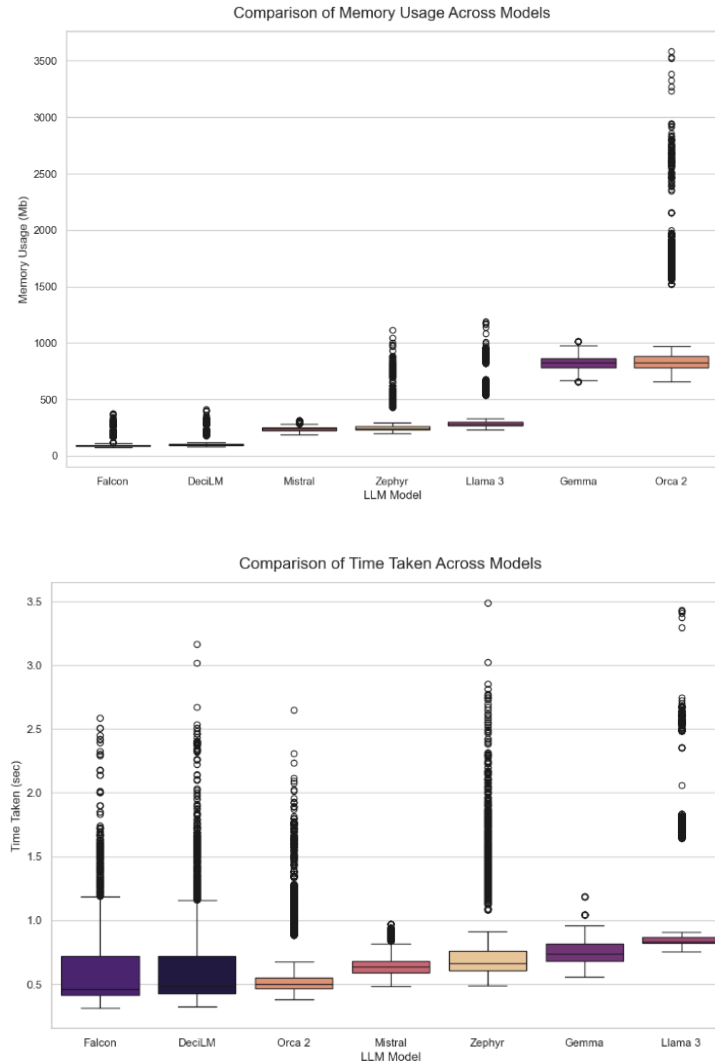 Comparison of Memory Usage Across Models
3500
3000
2500
2000
1500
1000
500
0
Memory Usage (Mb)
Falcon DeciLM Mistral Zephyr Llama 3 Gemma Orca 2
LLM Model
Comparison of Time Taken Across Models
3.5
3.0
2.5
2.0
1.5
1.0
0.5
Time Taken (sec)
Falcon DeciLM Orca 2 Mistral Zephyr Gemma Llama 3
LLM Model